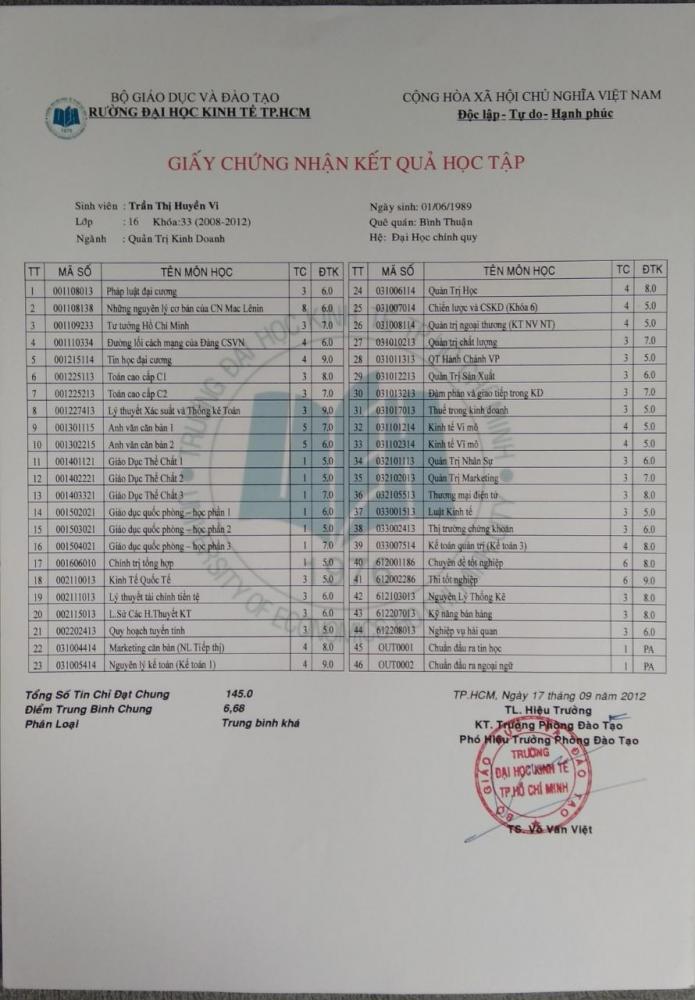 BỘ GIÁO DỤC VÀ ĐÀO TẠO
RƯỜNG ĐẠI HỌC KINH TẾ TP.HCM
CỘNG HÒA XÃ HỘI CHỦ NGHĨA VIỆT NAM
Độc lập - Tự do- Hạnh phúc
GIẤY CHỨNG NHẬN KẾT QUẢ HỌC TẬP
Sinh viên : Trần Thị Huyền Vi
Lớp : 16 Khóa:33 (2008-2012)
Ngành : Quản Trị Kinh Doanh
Ngày sinh: 01/06/1989
Quê quán: Bình Thuận
Hệ: Đại Học chính quy
TT MÃ SỐ TÊN MÔN HỌC TC ĐTK
1 001108013 Pháp luật đại cương 3 6.0
2 001108138 Những nguyên lý cơ bản của CN Mac Lênin 8 6.0
3 001109233 Tư tưởng Hồ Chí Minh 3 7.0
4 001110334 Đường lối cách mạng của Đảng CSVN 4 6.0
5 001215114 Tin học đại cương 4 9.0
6 001225113 Toán cao cấp C1 3 8.0
7 001225213 Toán cao cấp C2 3 7.0
8 001227413 Lý thuyết Xác suất và Thống kê Toán 3 9.0
9 001301115 Anh văn căn bản 1 5 7.0
10 001302215 Anh văn căn bản 2 5 6.0
11 001401121 Giáo Dục Thể Chất 1 1 5.0
12 001402221 Giáo Dục Thể Chất 2 1 5.0
13 001403321 Giáo Dục Thể Chất 3 1 7.0
14 001502021 Giáo dục quốc phòng – học phần 1 1 6.0
15 001503021 Giáo dục quốc phòng – học phần 2 1 5.0
16 001504021 Giáo dục quốc phòng – học phần 3 1 7.0
17 001606010 Chính trị tổng hợp 1 5.0
18 002110013 Kinh Tế Quốc Tế 3 5.0
19 002111013 Lý thuyết tài chính tiền tệ 3 6.0
20 002115013 L.Sử Các H.Thuyết KT 3 6.0
21 002202413 Quy hoạch tuyến tính 3 5.0
22 031004414 Marketing căn bản (NL Tiếp thị) 4 8.0
23 031005414 Nguyên lý kế toán (Kế toán 1) 4 9.0
TT MÃ SỐ TÊN MÔN HỌC TC ĐTK
24 031006114 Quản Trị Học 4 8.0
25 031007014 Chiến lược và CSKD (Khóa 6) 4 5.0
26 031008114 Quản trị ngoại thương (KT NV NT) 4 5.0
27 031010213 Quản trị chất lượng 3 7.0
28 031011313 QT Hành Chánh VP 3 5.0
29 031012213 Quản Trị Sản Xuất 3 6.0
30 031013213 Đàm phán và giao tiếp trong KD 3 7.0
31 031017013 Thuế trong kinh doanh 3 5.0
32 031101214 Kinh tế Vi mô 4 5.0
33 031102314 Kinh tế Vĩ mô 4 5.0
34 032101113 Quản Trị Nhân Sự 3 6.0
35 032102013 Quản Trị Marketing 3 7.0
36 032105513 Thương mại điện tử 3 8.0
37 033001513 Luật Kinh tế 3 5.0
38 033002413 Thị trường chứng khoán 3 6.0
39 033007514 Kế toán quản trị (Kế toán 3) 4 8.0
40 612001186 Chuyên đề tốt nghiệp 6 8.0
41 612002286 Thi tốt nghiệp 6 9.0
42 612103013 Nguyên Lý Thống Kê 3 8.0
43 612207013 Kỹ năng bán hàng 3 8.0
44 612208013 Nghiệp vụ hải quan 3 6.0
45 OUT0001 Chuẩn đầu ra tin học 1 PA
46 OUT0002 Chuẩn đầu ra ngoại ngữ 1 PA
Tổng Số Tín Chỉ Đạt Chung 145.0
Điểm Trung Bình Chung 6,68
Phân Loại Trung bình khá
TP.HCM, Ngày 17 tháng 09 năm 2012
TL. Hiệu Trưởng
KT. Trưởng Phòng Đào Tạo
Phó Hiệu Trưởng Phòng Đào Tạo
BỘ GIÁO DỤC VÀ ĐÀO TẠO
TRƯỜNG
ĐẠI HỌC KINH TẾ
TP.HỒ CHÍ MINH
TS. Võ Văn Việt